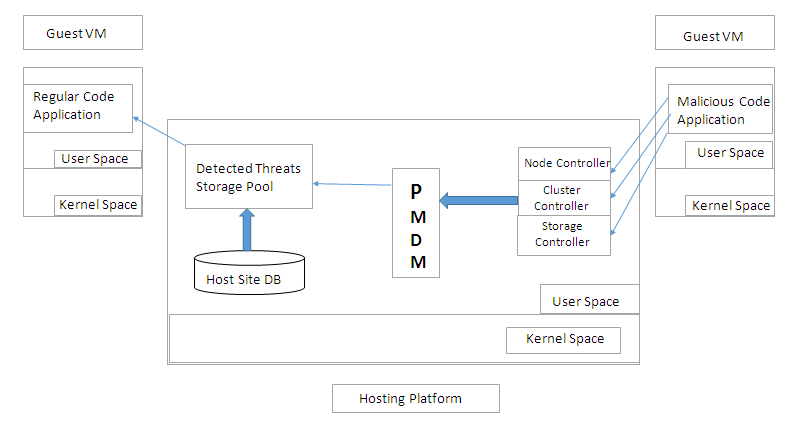 Guest VM
Guest VM
Regular Code
Application
User Space
Kernel Space
Detected Threats
Storage Pool
Host Site DB
P
M
D
M
Node Controller
Cluster
Controller
Storage
Controller
User Space
Kernel Space
Malicious Code
Application
User Space
Kernel Space
Hosting Platform